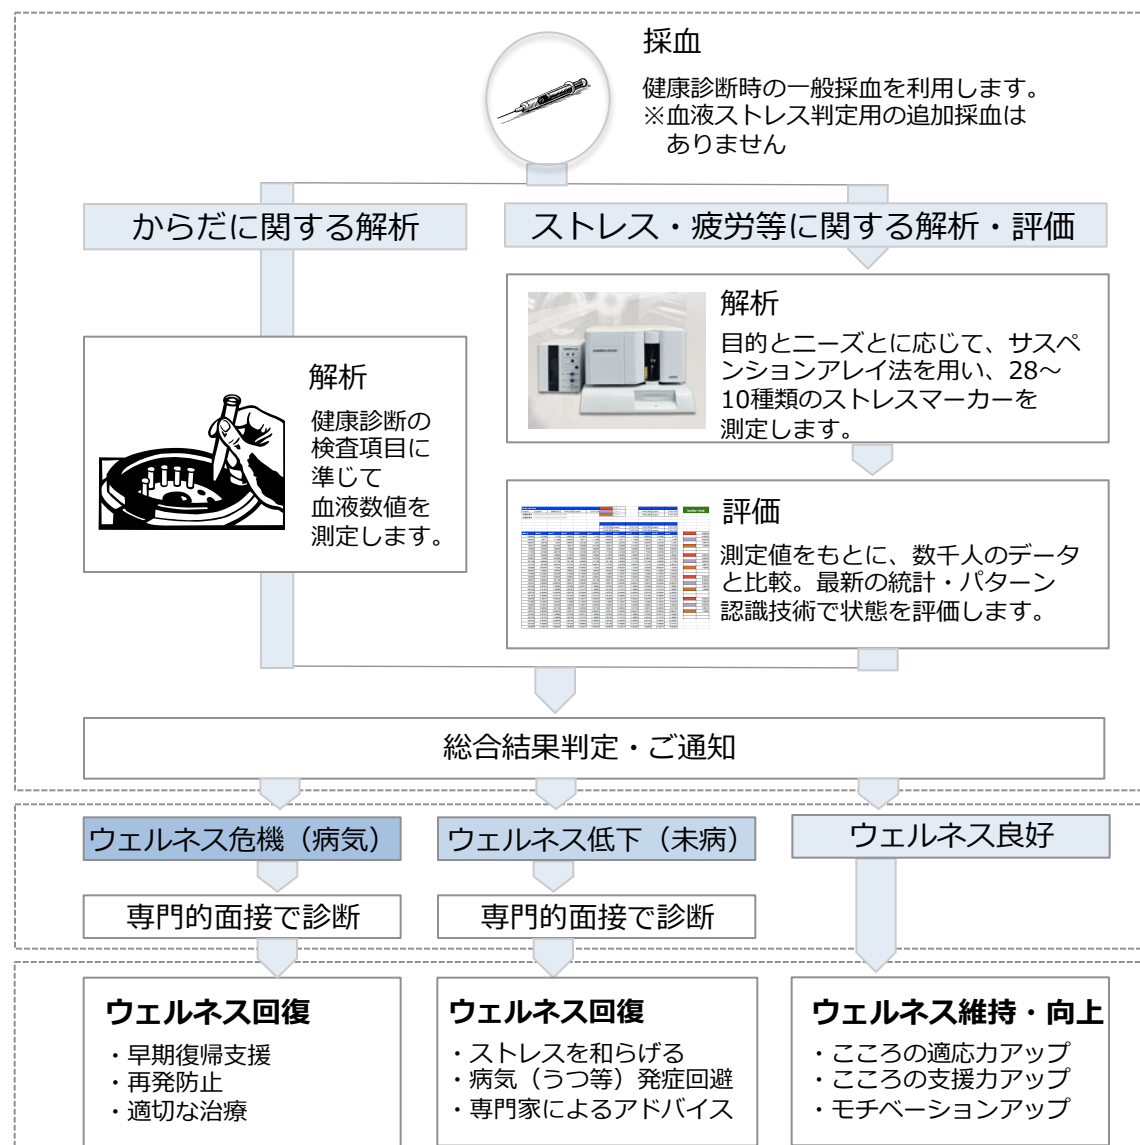 採血
健康診断時の一般採血を利用します。
※血液ストレス判定用の追加採血は
ありません
からだに関する解析
ストレス・疲労等に関する解析・評価
解析
目的とニーズとに応じて、サスペ
ンションアレイ法を用い、28～
10種類のストレスマーカーを
測定します。
解析
健康診断の
検査項目に
準じて
血液数値を
測定します。
評価
測定値をもとに、数千人のデータ
と比較。最新の統計・パターン
認識技術で状態を評価します。
総合結果判定・ご通知
ウェルネス危機（病気）
ウェルネス低下（未病）
ウェルネス良好
専門的面接で診断
専門的面接で診断
ウェルネス回復
・早期復帰支援
・再発防止
・適切な治療
ウェルネス回復
・ストレスを和らげる
・病気（うつ等）発症回避
・専門家によるアドバイス
ウェルネス維持・向上
・こころの適応力アップ
・こころの支援力アップ
・モチベーションアップ